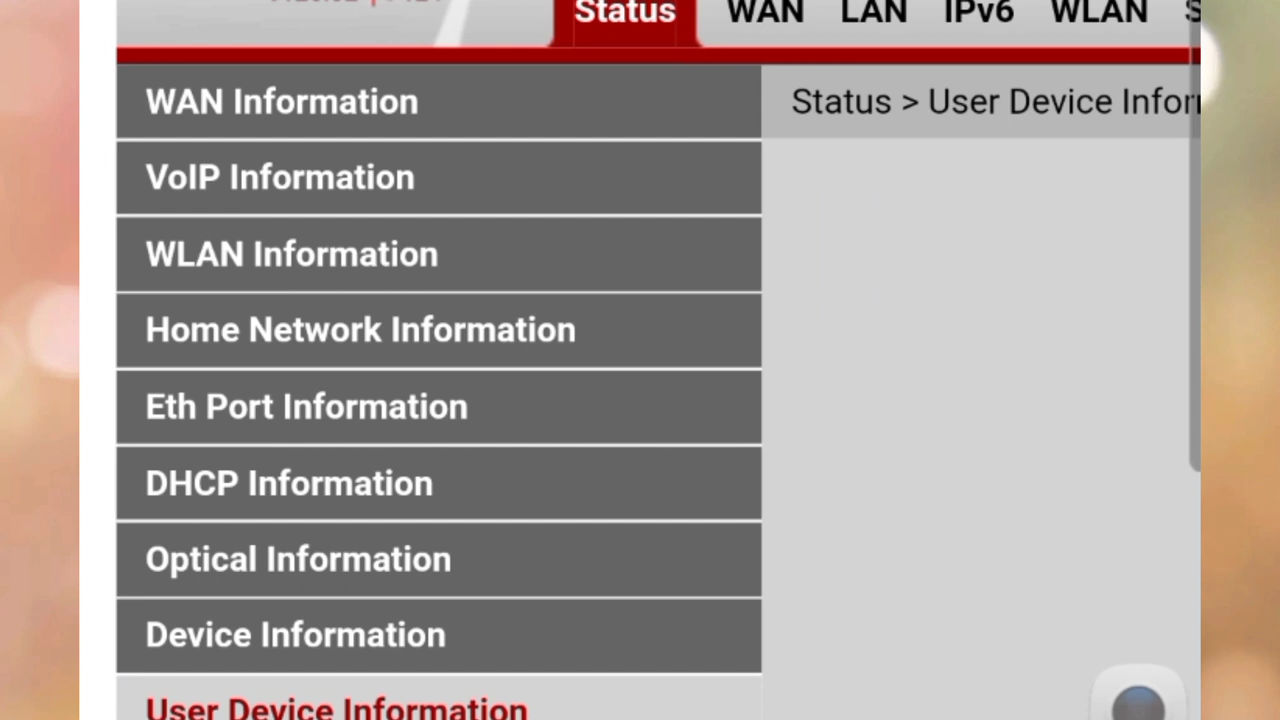 Status WAN LAN IPv6 WLAN
WAN Information
Status > User Device Infor
VoIP Information
WLAN Information
Home Network Information
Eth Port Information
DHCP Information
Optical Information
Device Information
User Device Information